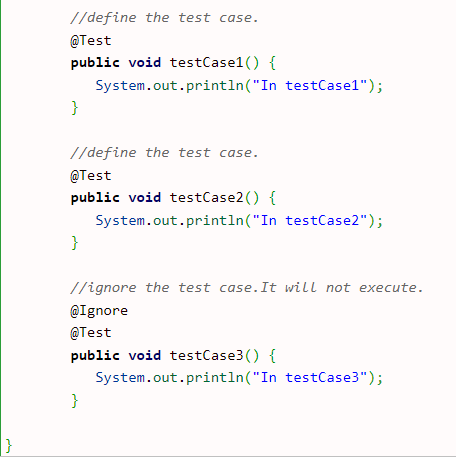 //define the test case.
@Test
public void testCase1() {
System.out.println("In testCase1");
}
//define the test case.
@Test
public void testCase2() {
System.out.println("In testCase2");
}
//ignore the test case.It will not execute.
@Ignore
@Test
public void testCase3() {
System.out.println("In testCase3");
}
}